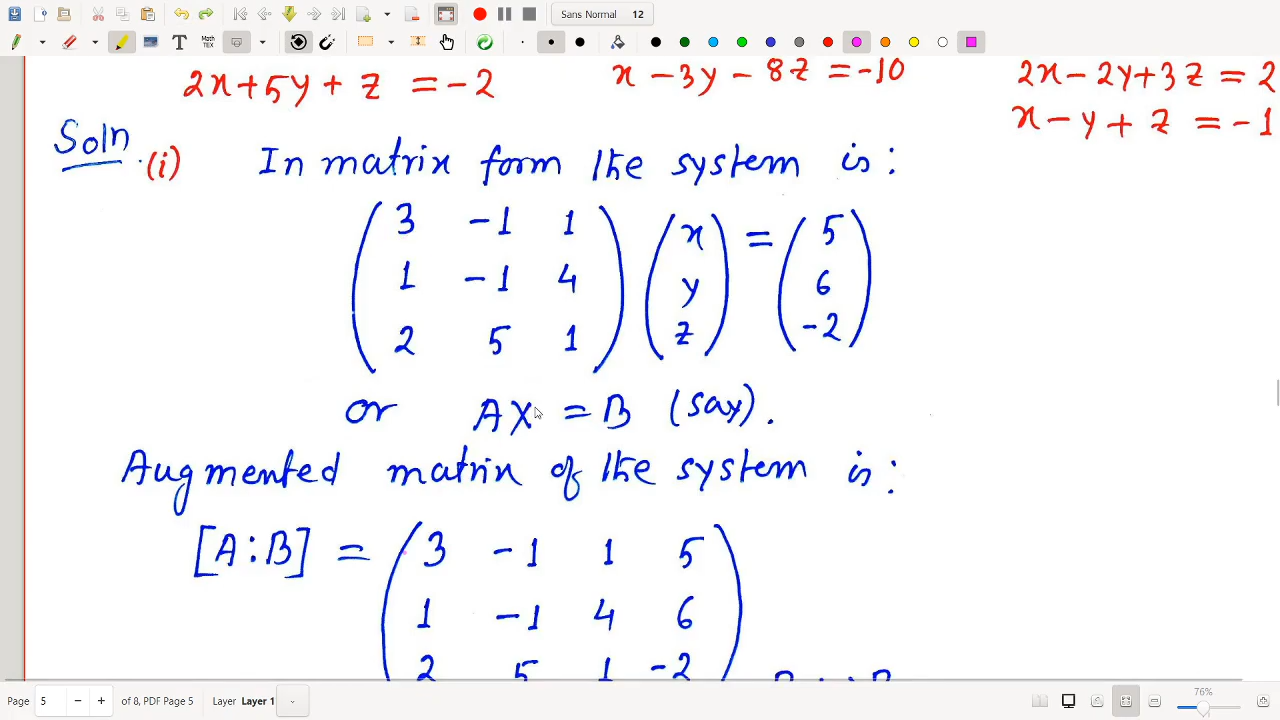 Sans Normal 12
T MATH TEX
2x+5y+z = -2
x-3y-8z = -10
2x-2y+3z = 2
x-y+z = -1
Soln. (i) In matrix form the system is:
3 -1 1 x = 5
1 -1 4 y 6
2 5 1 z -2
or AX = B (say).
Augmented matrix of the system is:
[A:B] = 3 -1 1 5
1 -1 4 6
2 5 1 -2
Page 5 of 8, PDF Page 5 Layer Layer 1 76%